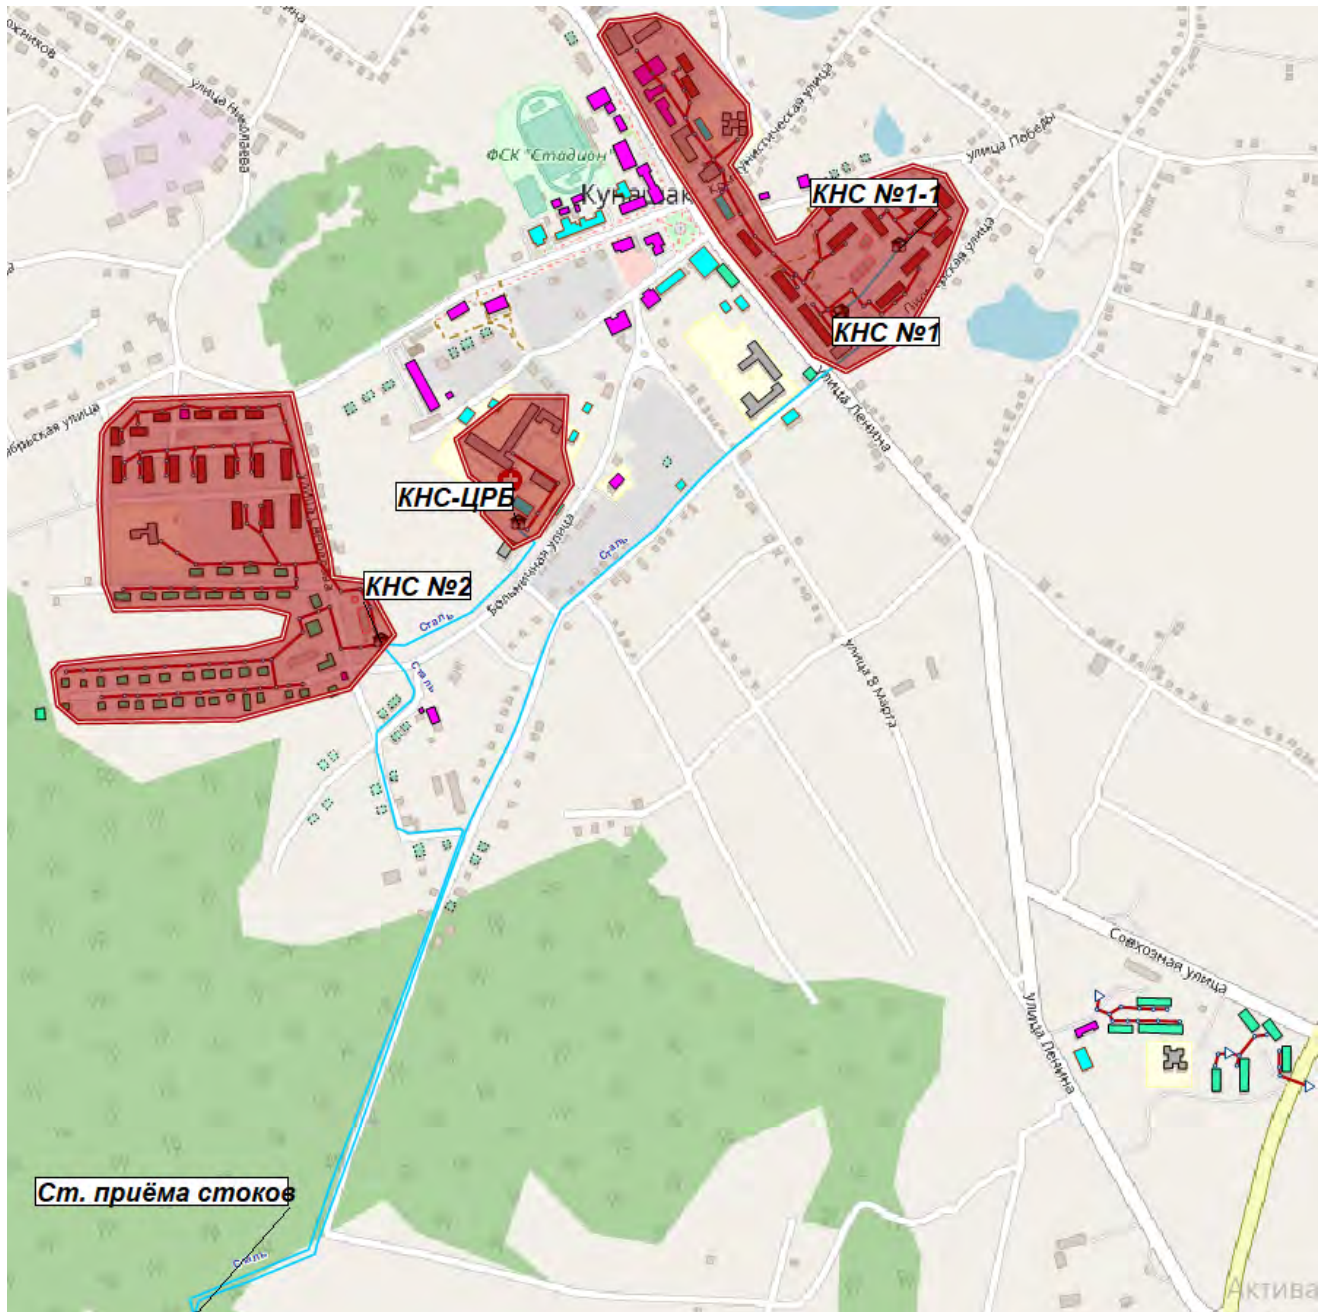 улица Николаева
ФСК "Стадион"
улица Победы
КНС №1-1
КНС №1
улица Ленина
КНС-ЦРБ
Сталь
Больничная улица
КНС №2
Сталь
Сталь
улица 8 Марта
Совхозная улица
улица Ленина
Ст. приёма стоков
Сталь
Актива